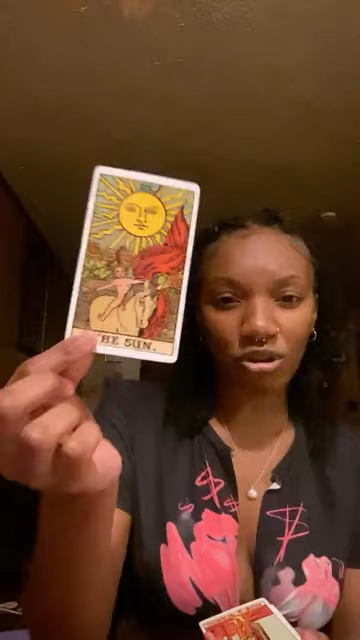 THE SUN.
$
$ $
$